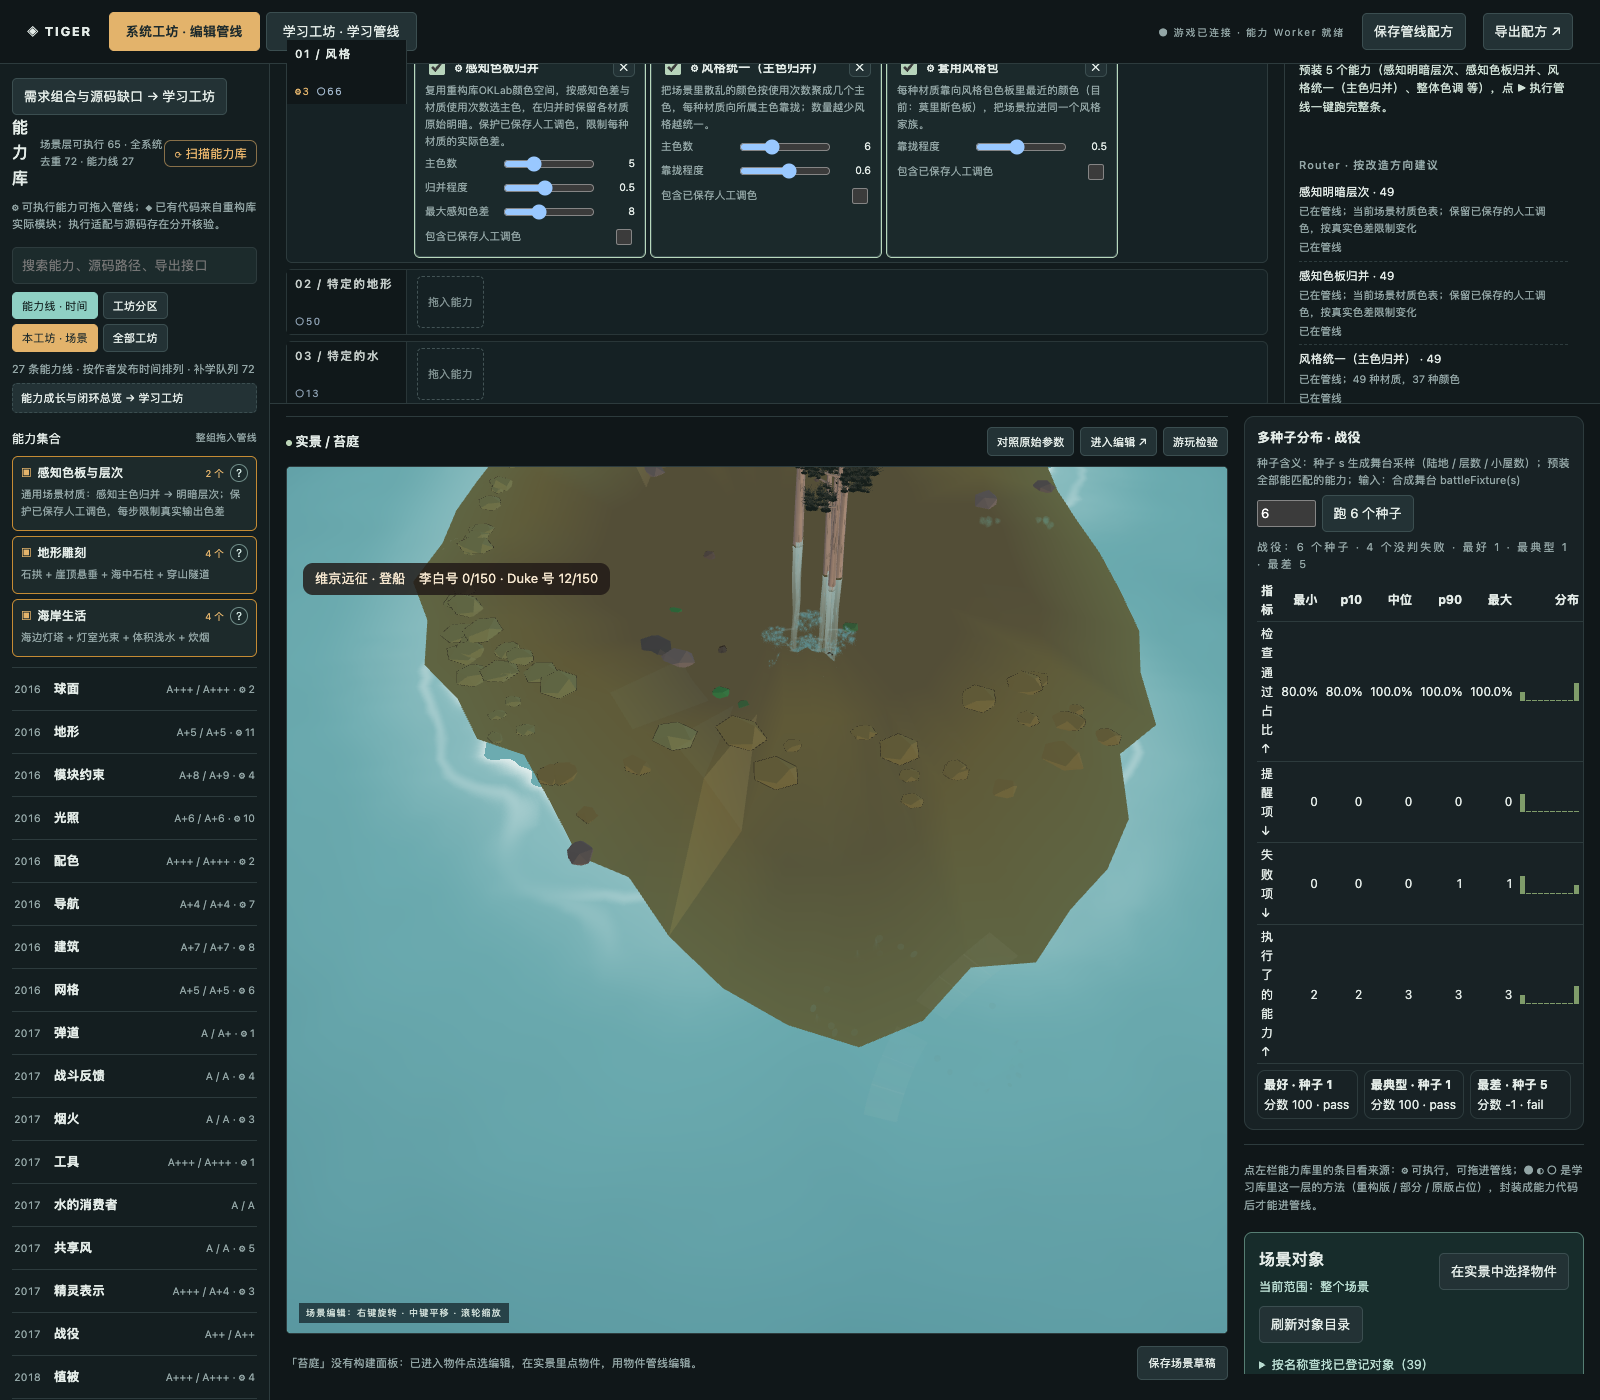 ◈ TIGER
系统工坊 · 编辑管线
学习工坊 · 学习管线
● 游戏已连接 · 能力 Worker 就绪
保存管线配方
导出配方 ↗
需求组合与源码缺口 → 学习工坊
能力库
场景层可执行 65 · 全系统去重 72 · 能力线 27
⟳ 扫描能力库
⚙ 可执行能力可拖入管线；◆ 已有代码来自重构库
实际模块；执行适配与源码存在分开核验。
搜索能力、源码路径、导出接口
能力线 · 时间
工坊分区
本工坊 · 场景
全部工坊
27 条能力线 · 按作者发布时间排列 · 补学队列 72
能力成长与闭环总览 → 学习工坊
能力集合
整组拖入管线
▣ 感知色板与层次
2 个 ?
通用场景材质：感知主色归并 → 明暗层次；保
护已保存人工调色，每步限制真实输出色差
▣ 地形雕刻
4 个 ?
石拱 + 崖顶悬垂 + 海中石柱 + 穿山隧道
▣ 海岸生活
4 个 ?
海边灯塔 + 灯室光束 + 体积浅水 + 炊烟
2016 球面 A+++ / A+++ · ⚙ 2
2016 地形 A+5 / A+5 · ⚙ 11
2016 模块约束 A+8 / A+9 · ⚙ 4
2016 光照 A+6 / A+6 · ⚙ 10
2016 配色 A+++ / A+++ · ⚙ 2
2016 导航 A+4 / A+4 · ⚙ 7
2016 建筑 A+7 / A+7 · ⚙ 8
2016 网格 A+5 / A+5 · ⚙ 6
2017 弹道 A / A+ · ⚙ 1
2017 战斗反馈 A / A · ⚙ 4
2017 烟火 A / A · ⚙ 3
2017 工具 A+++ / A+++ · ⚙ 1
2017 水的消费者 A / A
2017 共享风 A / A · ⚙ 5
2017 精灵表示 A+++ / A+4 · ⚙ 3
2017 战役 A++ / A++
2018 植被 A+++ / A+++ · ⚙ 4
01 / 风格
⚙3 ○66
⚙ 感知色板归并 ✕
复用重构库OKLab颜色空间，按感知色差与
材质使用次数选主色，在归并时保留各材质
原始明暗。保护已保存人工调色，限制每种
材质的实际色差。
主色数 5
归并程度 0.5
最大感知色差 8
包含已保存人工调色
⚙ 风格统一（主色归并） ✕
把场景里散乱的颜色按使用次数聚成几个主
色，每种材质向所属主色靠拢；数量越少风
格越统一。
主色数 6
靠拢程度 0.6
包含已保存人工调色
⚙ 套用风格包 ✕
每种材质靠向风格包色板里最近的颜色（目
前：莫里斯色板），把场景拉进同一个风格
家族。
靠拢程度 0.5
包含已保存人工调色
02 / 特定的地形
○50
拖入能力
03 / 特定的水
○13
拖入能力
预装 5 个能力（感知明暗层次、感知色板归并、风
格统一（主色归并）、整体色调 等），点 ▶ 执行管
线一键跑完整条。
Router · 按改造方向建议
感知明暗层次 · 49
已在管线；当前场景材质色表；保留已保存的人工调
色，按真实色差限制变化
已在管线
感知色板归并 · 49
已在管线；当前场景材质色表；保留已保存的人工调
色，按真实色差限制变化
已在管线
风格统一（主色归并） · 49
已在管线；49 种材质，37 种颜色
已在管线
● 实景 / 苔庭
对照原始参数
进入编辑 ↗
游玩检验
维京远征 · 登船 李白号 0/150 · Duke 号 12/150
场景编辑：右键旋转 · 中键平移 · 滚轮缩放
「苔庭」没有构建面板：已进入物件点选编辑，在实景里点物件，用物件管线编辑。
保存场景草稿
多种子分布 · 战役
种子含义：种子 s 生成舞台采样（陆地 / 层数 / 小屋数）；预装
全部能匹配的能力；输入：合成舞台 battleFixture(s)
6
跑 6 个种子
战役：6 个种子 · 4 个没判失败 · 最好 1 · 最典型 1
· 最差 5
指标 最小 p10 中位 p90 最大 分布
检查通过占比 ↑ 80.0% 80.0% 100.0% 100.0% 100.0%
提醒项 ↓ 0 0 0 0 0
失败项 ↓ 0 0 0 1 1
执行了的能力 ↑ 2 2 3 3 3
最好 · 种子 1
分数 100 · pass
最典型 · 种子 1
分数 100 · pass
最差 · 种子 5
分数 -1 · fail
点左栏能力库里的条目看来源：⚙ 可执行，可拖进管线；● ◐ ○ 是学
习库里这一层的方法（重构版 / 部分 / 原版占位），封装成能力代码
后才能进管线。
场景对象
当前范围：整个场景
在实景中选择物件
刷新对象目录
▶ 按名称查找已登记对象（39）